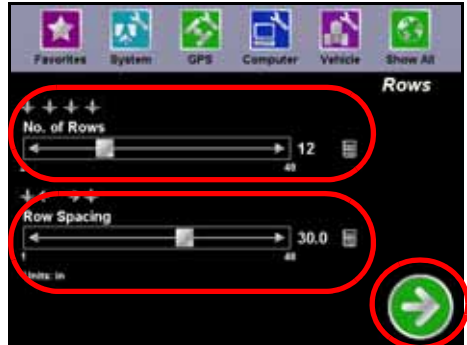 Favorites System GPS Computer Vehicle Show All
Rows
No. of Rows
12
48
Row Spacing
30.0
1 48
Units: in